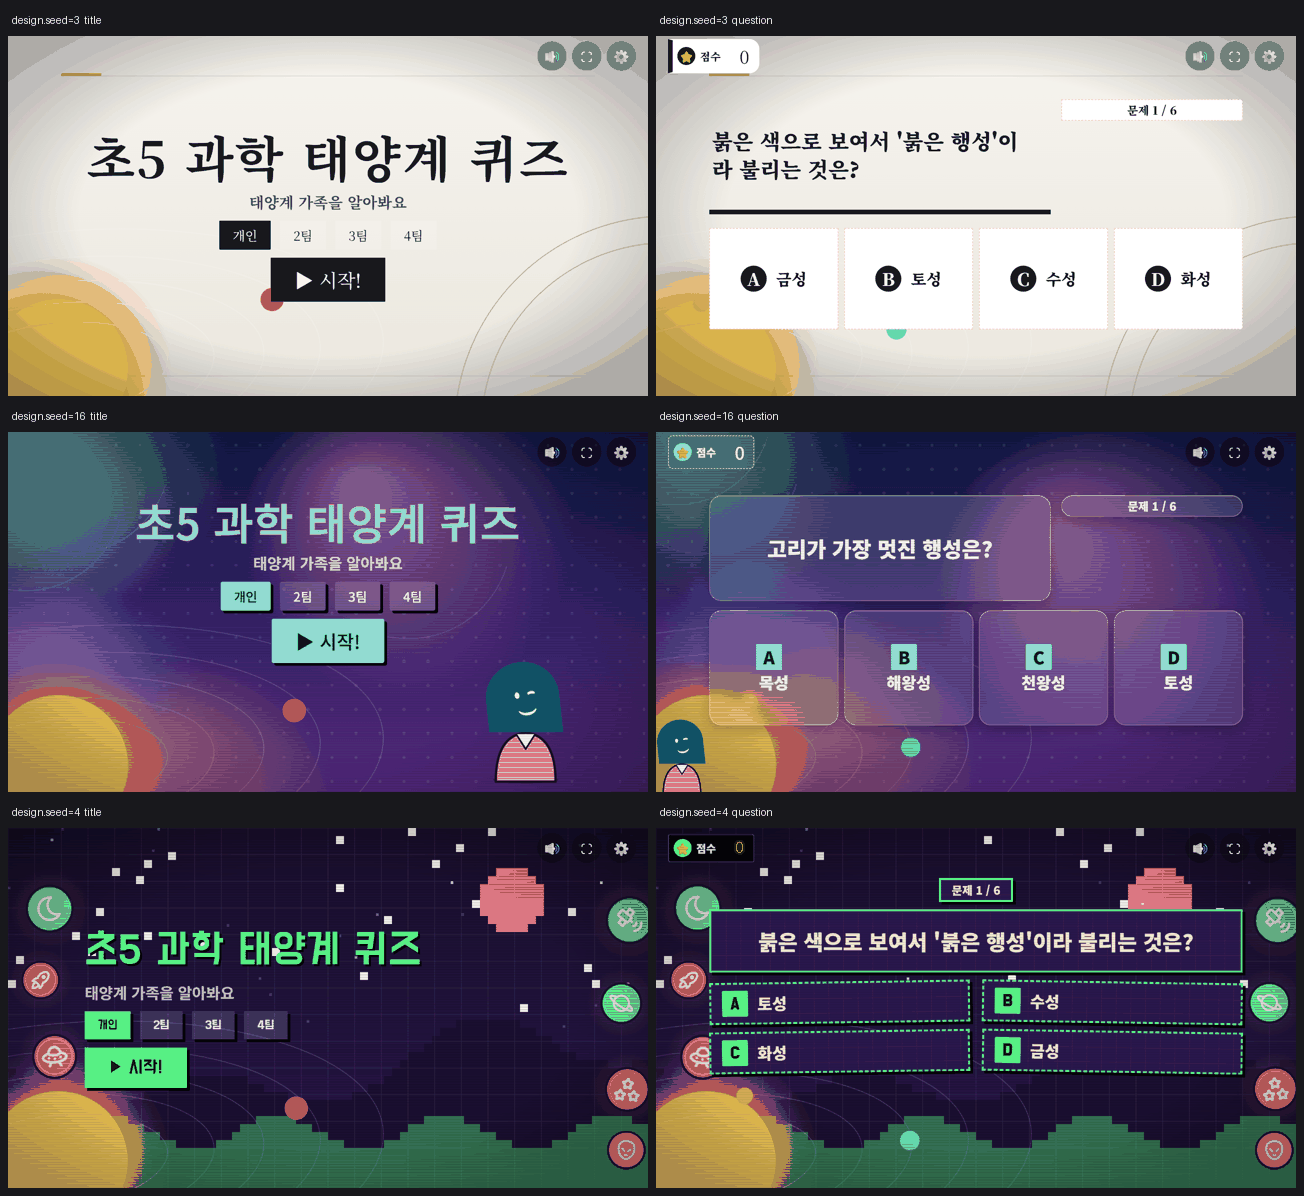 design.seed=3 title
초5 과학 태양계 퀴즈
태양계 가족을 알아봐요
개인 2팀 3팀 4팀
▶ 시작!
design.seed=3 question
점수 0
문제 1 / 6
붉은 색으로 보여서 '붉은 행성'이
라 불리는 것은?
A 금성
B 토성
C 수성
D 화성
design.seed=16 title
초5 과학 태양계 퀴즈
태양계 가족을 알아봐요
개인 2팀 3팀 4팀
▶ 시작!
design.seed=16 question
점수 0
문제 1 / 6
고리가 가장 멋진 행성은?
A
목성
B
해왕성
C
천왕성
D
토성
design.seed=4 title
초5 과학 태양계 퀴즈
태양계 가족을 알아봐요
개인 2팀 3팀 4팀
▶ 시작!
design.seed=4 question
점수 0
문제 1 / 6
붉은 색으로 보여서 '붉은 행성'이라 불리는 것은?
A 토성
B 수성
C 화성
D 금성